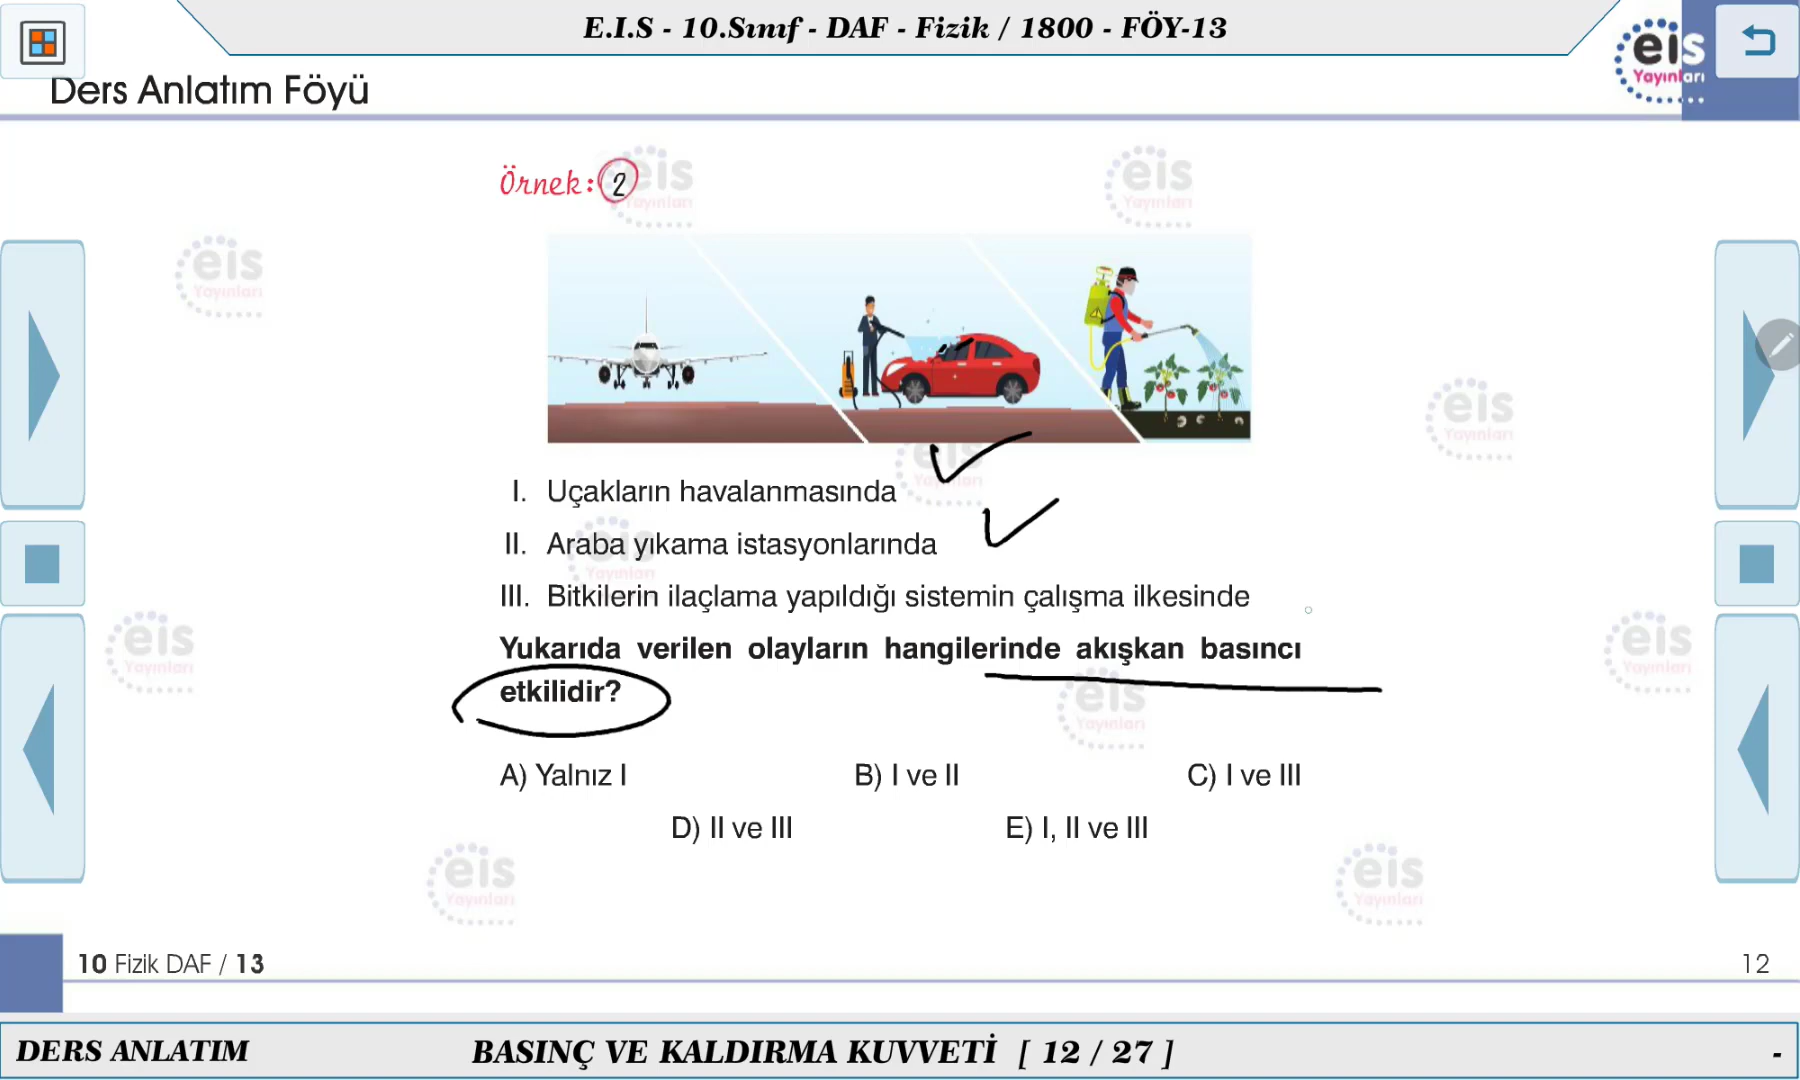 E.I.S - 10.Sınıf - DAF - Fizik / 1800 - FÖY-13
eis
Yayınları
Ders Anlatım Föyü
Örnek: 2
I. Uçakların havalanmasında
II. Araba yıkama istasyonlarında
III. Bitkilerin ilaçlama yapıldığı sistemin çalışma ilkesinde
Yukarıda verilen olayların hangilerinde akışkan basıncı
etkilidir?
A) Yalnız I
B) I ve II
C) I ve III
D) II ve III
E) I, II ve III
10 Fizik DAF / 13
12
DERS ANLATIM
BASINÇ VE KALDIRMA KUVVETİ [ 12 / 27 ]
-